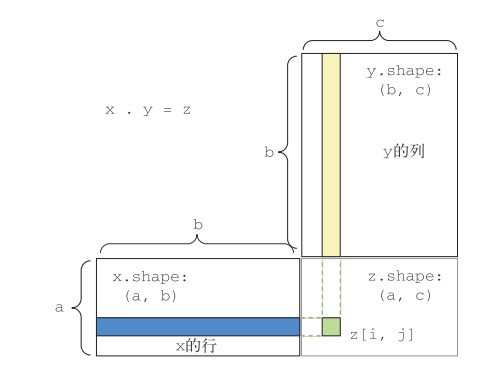 c
y.shape:
(b, c)
x . y = z
b
y的列
b
x.shape:
(a, b)
z.shape:
(a, c)
a
z[i, j]
x的行